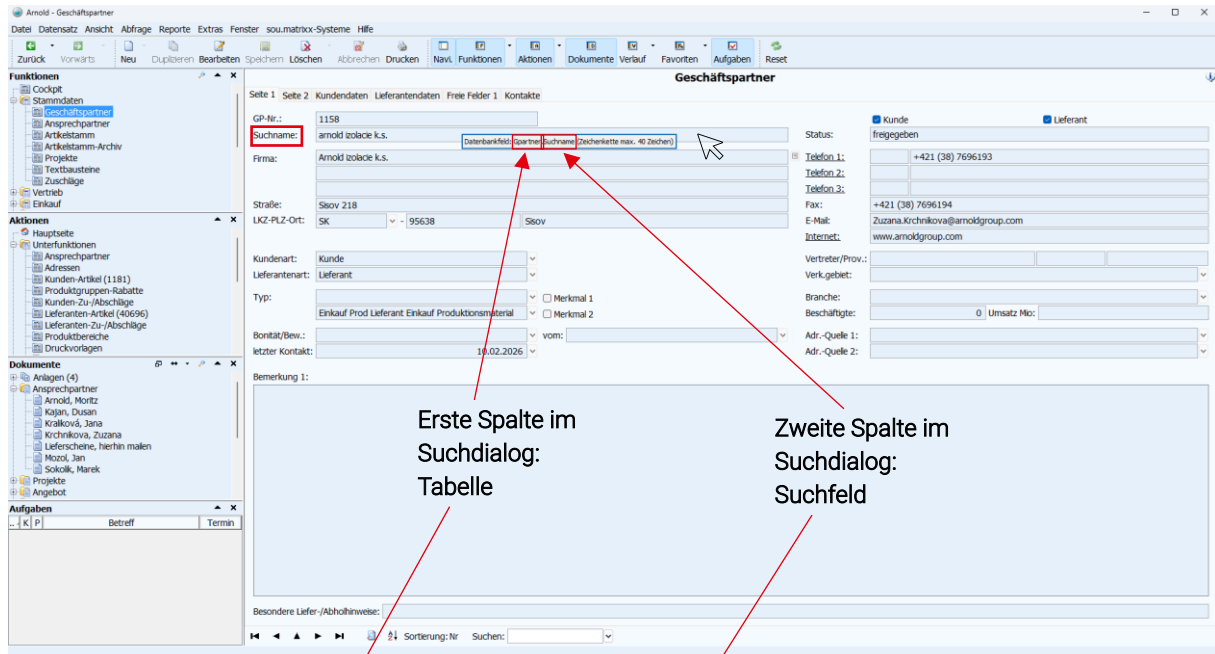 Arnold - Geschäftspartner
Datei Datensatz Ansicht Abfrage Reporte Extras Fenster sou.matrixx-Systeme Hilfe
Zurück Vorwärts Neu Duplizieren Bearbeiten Speichern Löschen Abbrechen Drucken Navi. Funktionen Aktionen Dokumente Verlauf Favoriten Aufgaben Reset
Funktionen
Cockpit
Stammdaten
Geschäftspartner
Ansprechpartner
Artikelstamm
Artikelstamm-Archiv
Projekte
Textbausteine
Zuschläge
Vertrieb
Einkauf
Aktionen
Hauptseite
Unterfunktionen
Ansprechpartner
Adressen
Kunden-Artikel (1181)
Produktgruppen-Rabatte
Kunden-Zu-/Abschläge
Lieferanten-Artikel (40696)
Lieferanten-Zu-/Abschläge
Produktbereiche
Druckvorlagen
Dokumente
Anlagen (4)
Ansprechpartner
Arnold, Moritz
Kajan, Dusan
Kralíková, Jana
Krchnikova, Zuzana
Lieferscheine, hierhin mailen
Mozol, Jan
Sokolik, Marek
Projekte
Angebot
Aufgaben
... K P Betreff Termin
Geschäftspartner
Seite 1 Seite 2 Kundendaten Lieferantendaten Freie Felder 1 Kontakte
GP-Nr.: 1158 Kunde Lieferant
Suchname: arnold izolacie k.s. Status: freigegeben
Datenbankfeld: Gpartner.Suchname (Zeichenkette max. 40 Zeichen)
Firma: Arnold izolacie k.s. Telefon 1: +421 (38) 7696193
Telefon 2:
Telefon 3:
Straße: Sisov 218 Fax: +421 (38) 7696194
LKZ-PLZ-Ort: SK - 95638 Sisov E-Mail: Zuzana.Krchnikova@arnoldgroup.com
Internet: www.arnoldgroup.com
Kundenart: Kunde Vertreter/Prov.:
Lieferantenart: Lieferant Verk.gebiet:
Typ: Merkmal 1 Branche:
Einkauf Prod Lieferant Einkauf Produktionsmaterial Merkmal 2 Beschäftigte: 0 Umsatz Mio:
Bonität/Bew.: vom: Adr.-Quelle 1:
letzter Kontakt: 10.02.2026 Adr.-Quelle 2:
Bemerkung 1:
Erste Spalte im
Suchdialog:
Tabelle
Zweite Spalte im
Suchdialog:
Suchfeld
Besondere Liefer-/Abholhinweise:
Sortierung: Nr Suchen: